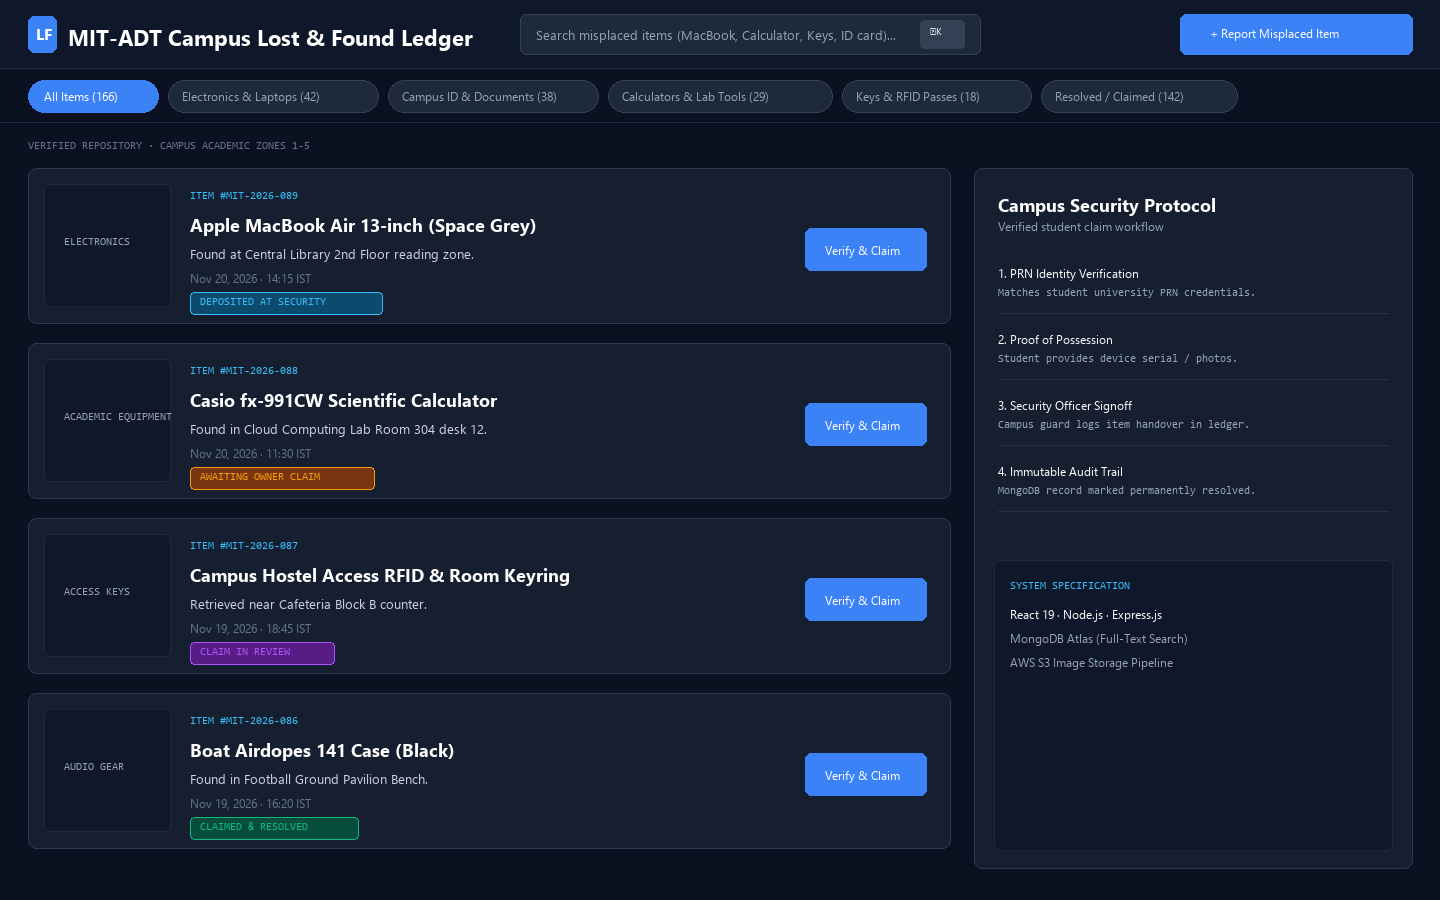 LF
MIT-ADT Campus Lost & Found Ledger
Search misplaced items (MacBook, Calculator, Keys, ID card)...
K
+ Report Misplaced Item
All Items (166)
Electronics & Laptops (42)
Campus ID & Documents (38)
Calculators & Lab Tools (29)
Keys & RFID Passes (18)
Resolved / Claimed (142)
VERIFIED REPOSITORY · CAMPUS ACADEMIC ZONES 1-5
ELECTRONICS
ITEM #MIT-2026-089
Apple MacBook Air 13-inch (Space Grey)
Found at Central Library 2nd Floor reading zone.
Nov 20, 2026 · 14:15 IST
DEPOSITED AT SECURITY
Verify & Claim
ACADEMIC EQUIPMENT
ITEM #MIT-2026-088
Casio fx-991CW Scientific Calculator
Found in Cloud Computing Lab Room 304 desk 12.
Nov 20, 2026 · 11:30 IST
AWAITING OWNER CLAIM
Verify & Claim
ACCESS KEYS
ITEM #MIT-2026-087
Campus Hostel Access RFID & Room Keyring
Retrieved near Cafeteria Block B counter.
Nov 19, 2026 · 18:45 IST
CLAIM IN REVIEW
Verify & Claim
AUDIO GEAR
ITEM #MIT-2026-086
Boat Airdopes 141 Case (Black)
Found in Football Ground Pavilion Bench.
Nov 19, 2026 · 16:20 IST
CLAIMED & RESOLVED
Verify & Claim
Campus Security Protocol
Verified student claim workflow
1. PRN Identity Verification
Matches student university PRN credentials.
2. Proof of Possession
Student provides device serial / photos.
3. Security Officer Signoff
Campus guard logs item handover in ledger.
4. Immutable Audit Trail
MongoDB record marked permanently resolved.
SYSTEM SPECIFICATION
React 19 · Node.js · Express.js
MongoDB Atlas (Full-Text Search)
AWS S3 Image Storage Pipeline